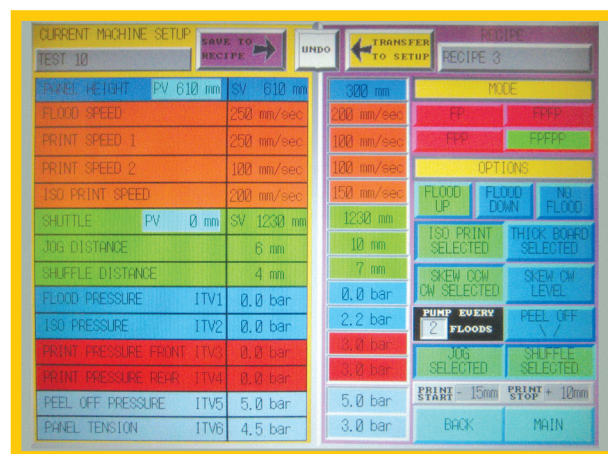 CURRENT MACHINE SETUP
SAVE TO RECIPE
UNDO
TRANSFER TO SETUP
RECIPE
TEST 10
RECIPE 3
PANEL HEIGHT PV 610 mm SV 610 mm 300 mm
MODE
FLOOD SPEED 250 mm/sec 200 mm/sec
FP FPFP
PRINT SPEED 1 250 mm/sec 100 mm/sec
FPP FPFPP
PRINT SPEED 2 100 mm/sec 100 mm/sec
OPTIONS
ISO PRINT SPEED 200 mm/sec 150 mm/sec
FLOOD UP FLOOD DOWN NO FLOOD
SHUTTLE PV 0 mm SV 1230 mm 1230 mm
JOG DISTANCE 6 mm 10 mm
ISO PRINT SELECTED THICK BOARD SELECTED
SHUFFLE DISTANCE 4 mm 7 mm
SKEW CCW CW SELECTED SKEW CW LEVEL
FLOOD PRESSURE ITV1 0.0 bar 0.0 bar
ISO PRESSURE ITV2 0.0 bar 2.2 bar
PUMP EVERY 2 FLOODS PEEL OFF \ /
PRINT PRESSURE FRONT ITV3 0.0 bar 3.0 bar
PRINT PRESSURE REAR ITV4 0.0 bar 3.0 bar
JOG SELECTED SHUFFLE SELECTED
PEEL OFF PRESSURE ITV5 5.0 bar 5.0 bar
PRINT START - 15mm PRINT STOP + 10mm
PANEL TENSION ITV6 4.5 bar 3.0 bar
BACK MAIN